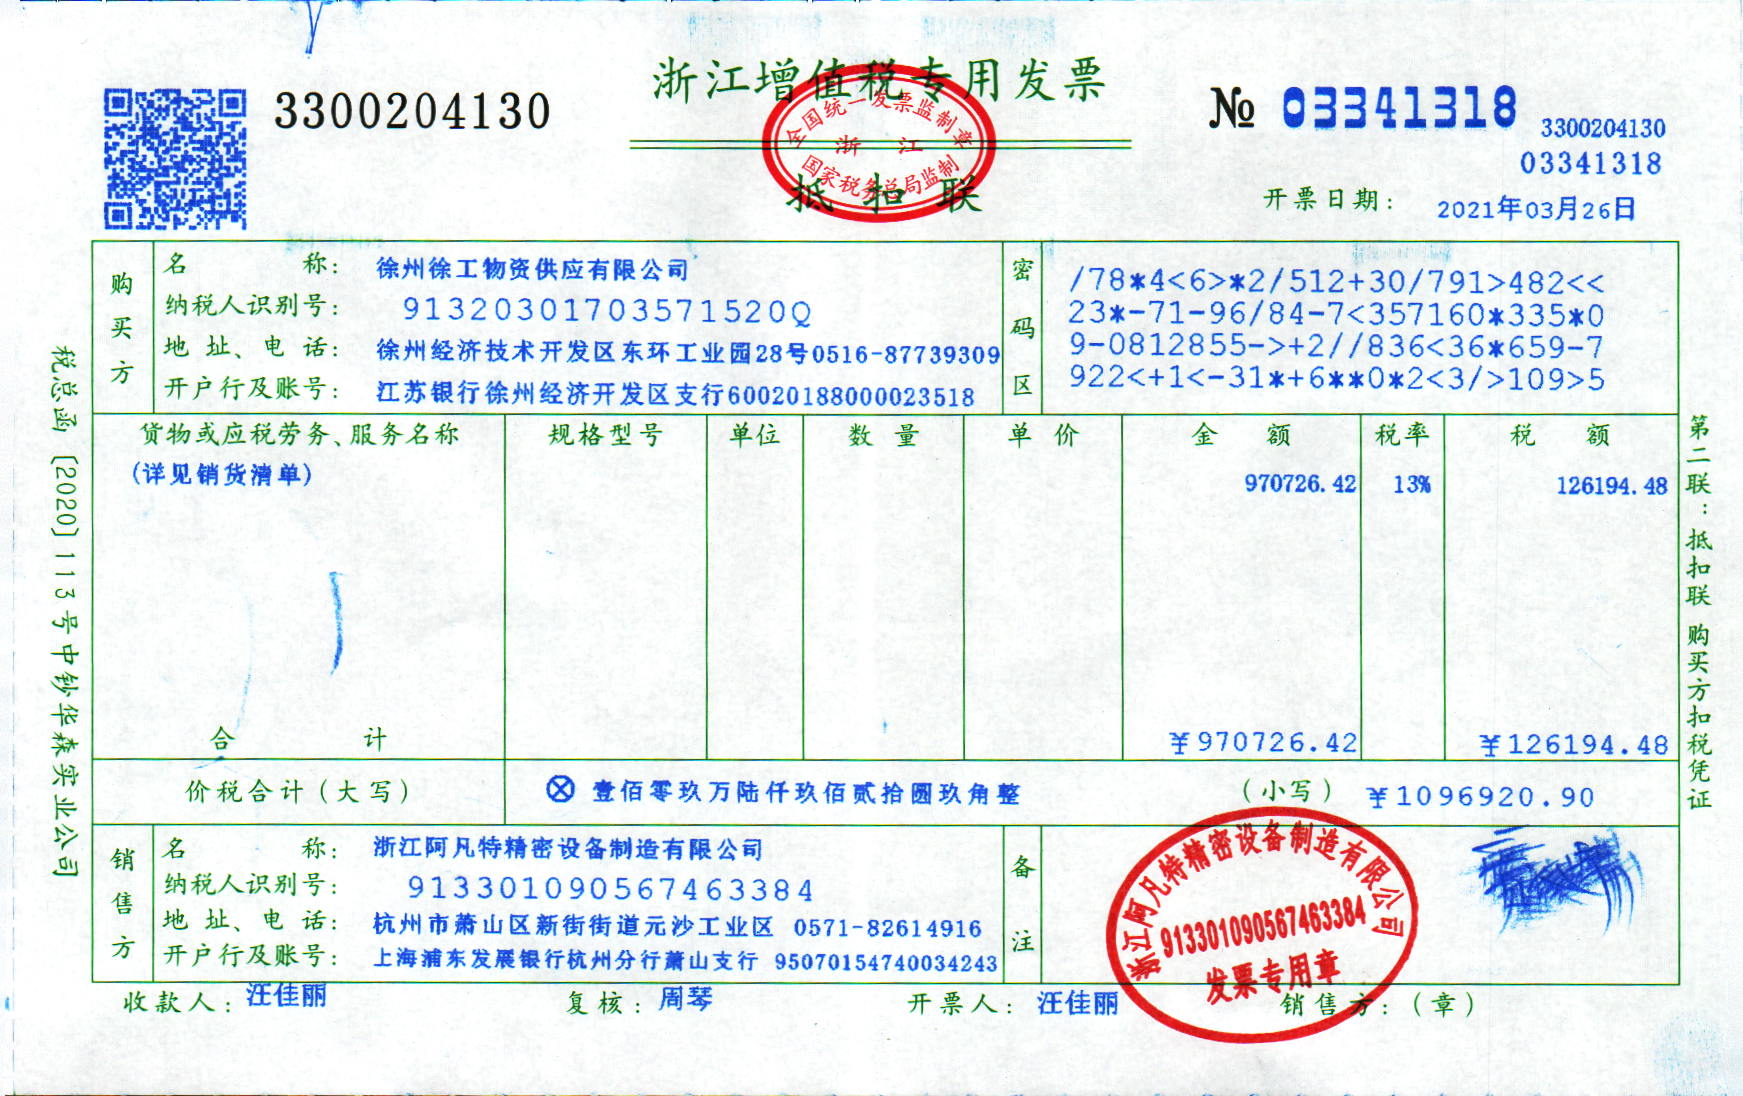 浙江增值税专用发票
3300204130
№ 03341318
3300204130
03341318
全国统一发票监制章
浙 江
国家税务总局监制
抵扣联
开票日期: 2021年03月26日
税总函〔2020〕113号中钞华森实业公司
购买方
名 称: 徐州徐工物资供应有限公司
纳税人识别号: 91320301703571520Q
地 址、电 话: 徐州经济技术开发区东环工业园28号0516-87739309
开户行及账号: 江苏银行徐州经济开发区支行60020188000023518
密码区
/78*4<6>*2/512+30/791>482<<
23*-71-96/84-7<357160*335*0
9-0812855->+2//836<36*659-7
922<+1<-31*+6**0*2<3/>109>5
货物或应税劳务、服务名称 规格型号 单位 数 量 单 价 金 额 税率 税 额
(详见销货清单) 970726.42 13% 126194.48
合 计 ¥970726.42 ¥126194.48
价税合计(大写) ⊗ 壹佰零玖万陆仟玖佰贰拾圆玖角整 (小写) ¥1096920.90
销售方
名 称: 浙江阿凡特精密设备制造有限公司
纳税人识别号: 913301090567463384
地 址、电 话: 杭州市萧山区新街街道元沙工业区 0571-82614916
开户行及账号: 上海浦东发展银行杭州分行萧山支行 95070154740034243
备注
浙江阿凡特精密设备制造有限公司
913301090567463384
发票专用章
收款人: 汪佳丽 复核: 周琴 开票人: 汪佳丽 销售方:(章)
第二联:抵扣联 购买方扣税凭证